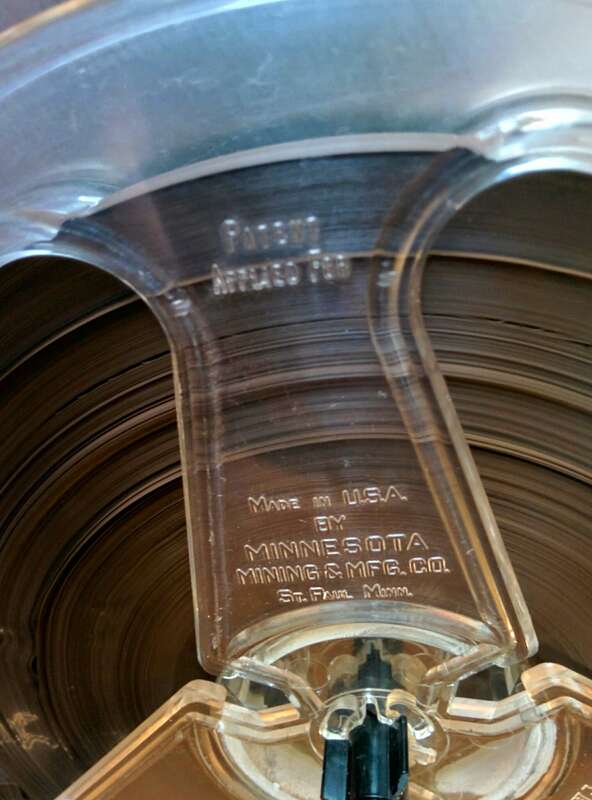 PATENT
APPLIED FOR
MADE IN U.S.A.
BY
MINNESOTA
MINING & MFG. CO.
ST. PAUL MINN.